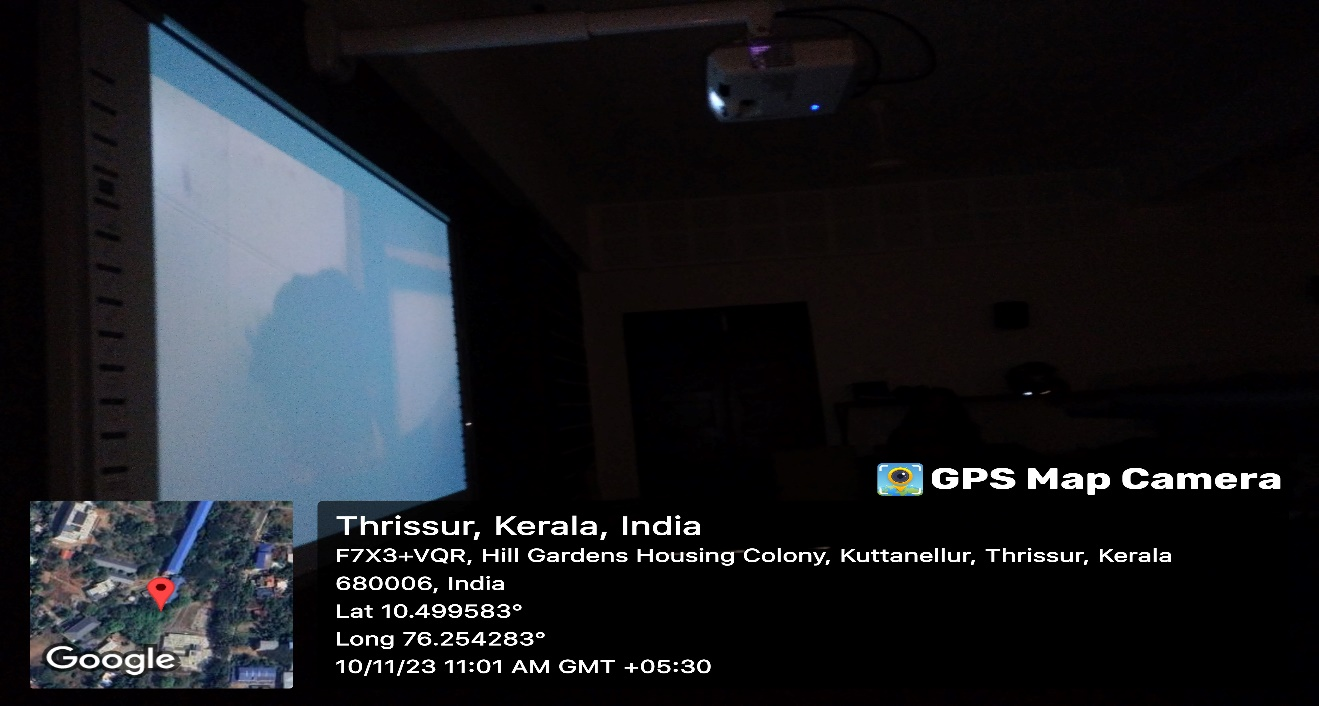 GPS Map Camera
Thrissur, Kerala, India
F7X3+VQR, Hill Gardens Housing Colony, Kuttanellur, Thrissur, Kerala
680006, India
Lat 10.499583°
Long 76.254283°
10/11/23 11:01 AM GMT +05:30
Google